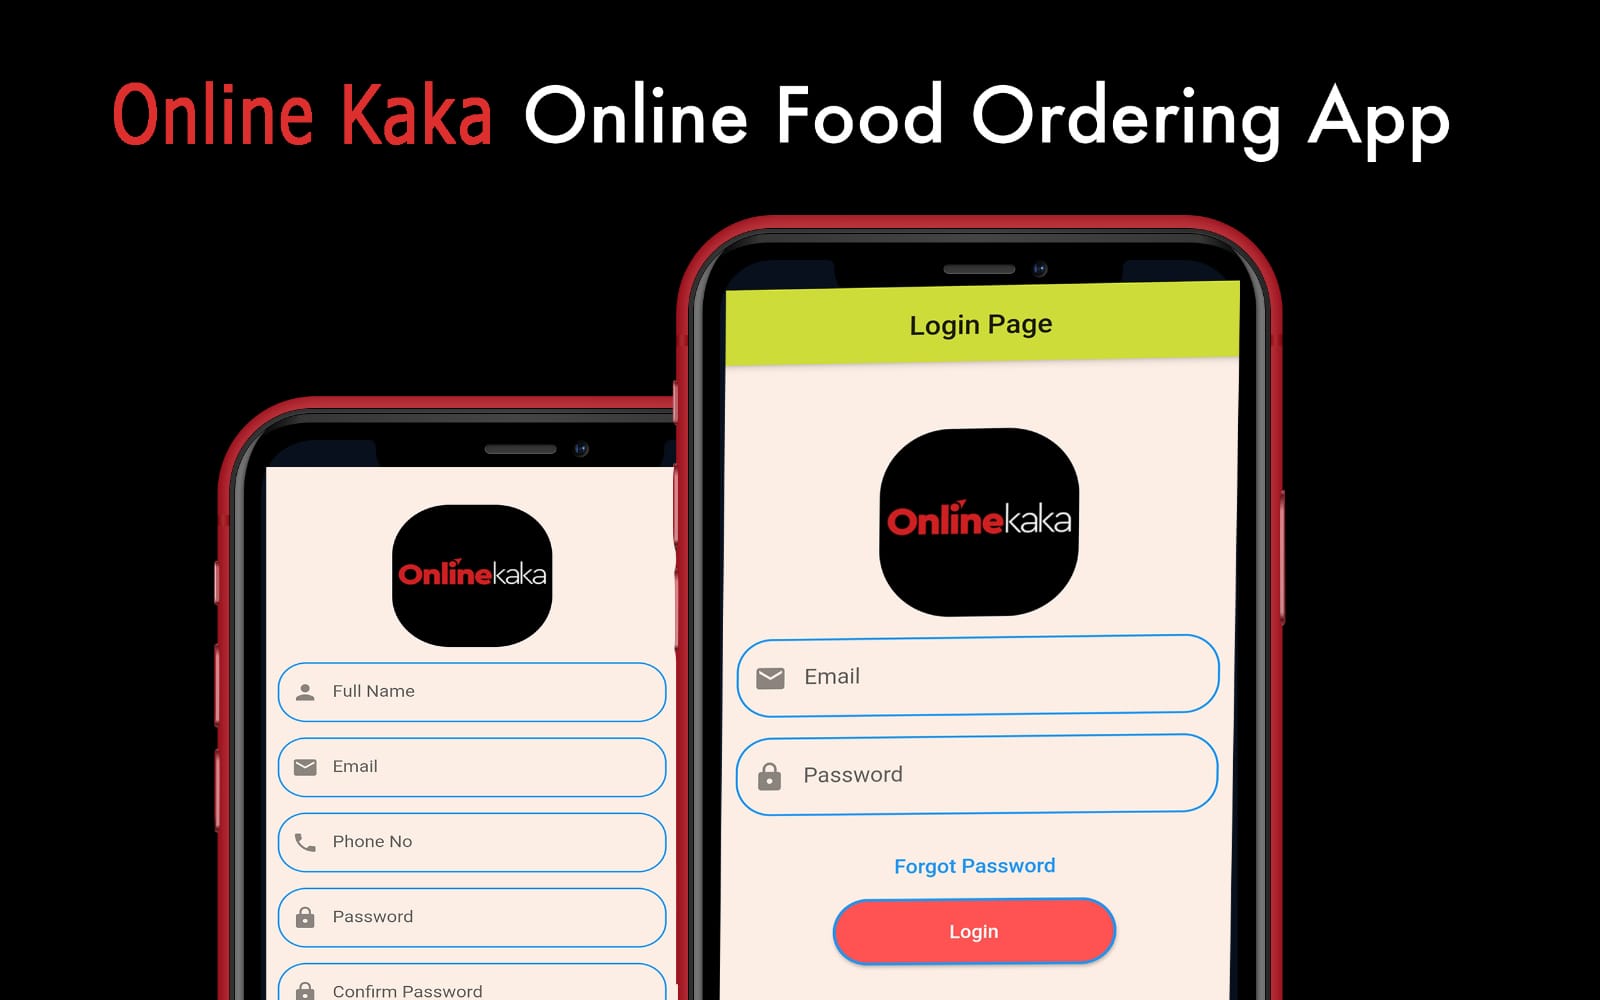 Online Kaka Online Food Ordering App
Onlinekaka
Full Name
Email
Phone No
Password
Confirm Password
Login Page
Onlinekaka
Email
Password
Forgot Password
Login